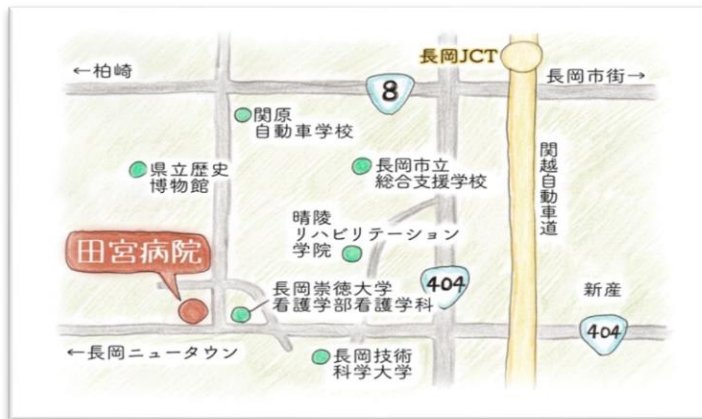 長岡JCT
←柏崎
8
長岡市街→
関原
自動車学校
関越自動車道
県立歴史
博物館
長岡市立
総合支援学校
晴陵
リハビリテーション
学院
田宮病院
404
長岡崇徳大学
看護学部看護学科
新産
404
←長岡ニュータウン
長岡技術
科学大学